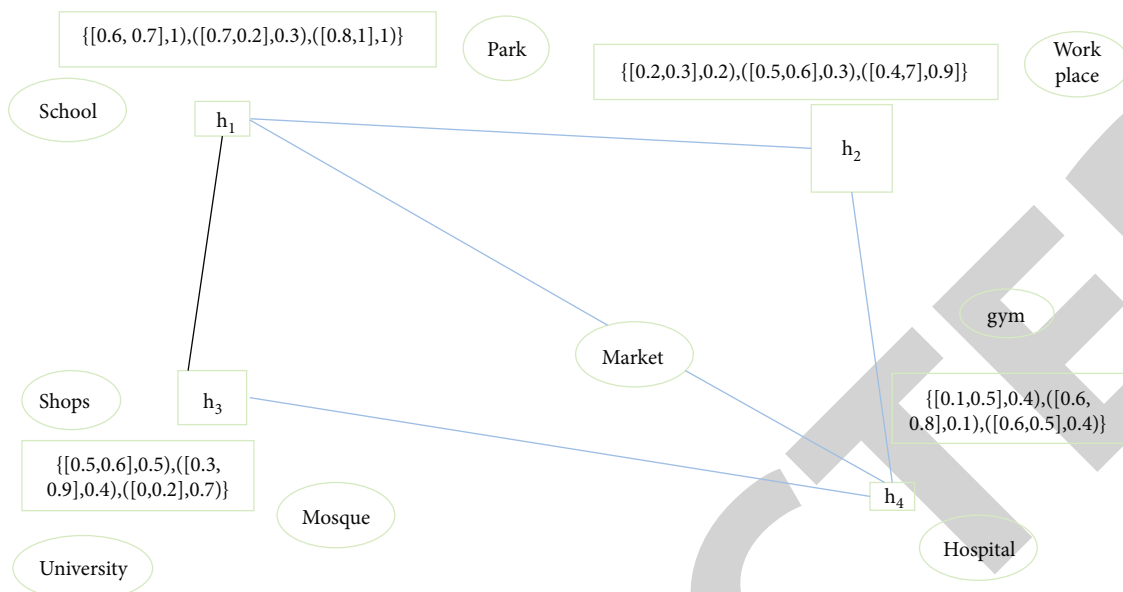 {[0.6, 0.7],1),([0.7,0.2],0.3),([0.8,1],1)}
Park
{[0.2,0.3],0.2),([0.5,0.6],0.3),([0.4,7],0.9]}
Work
place
School
h1
h2
gym
Market
Shops
h3
{[0.1,0.5],0.4),([0.6,
0.8],0.1),([0.6,0.5],0.4)}
{[0.5,0.6],0.5),([0.3,
0.9],0.4),([0,0.2],0.7)}
h4
Mosque
Hospital
University